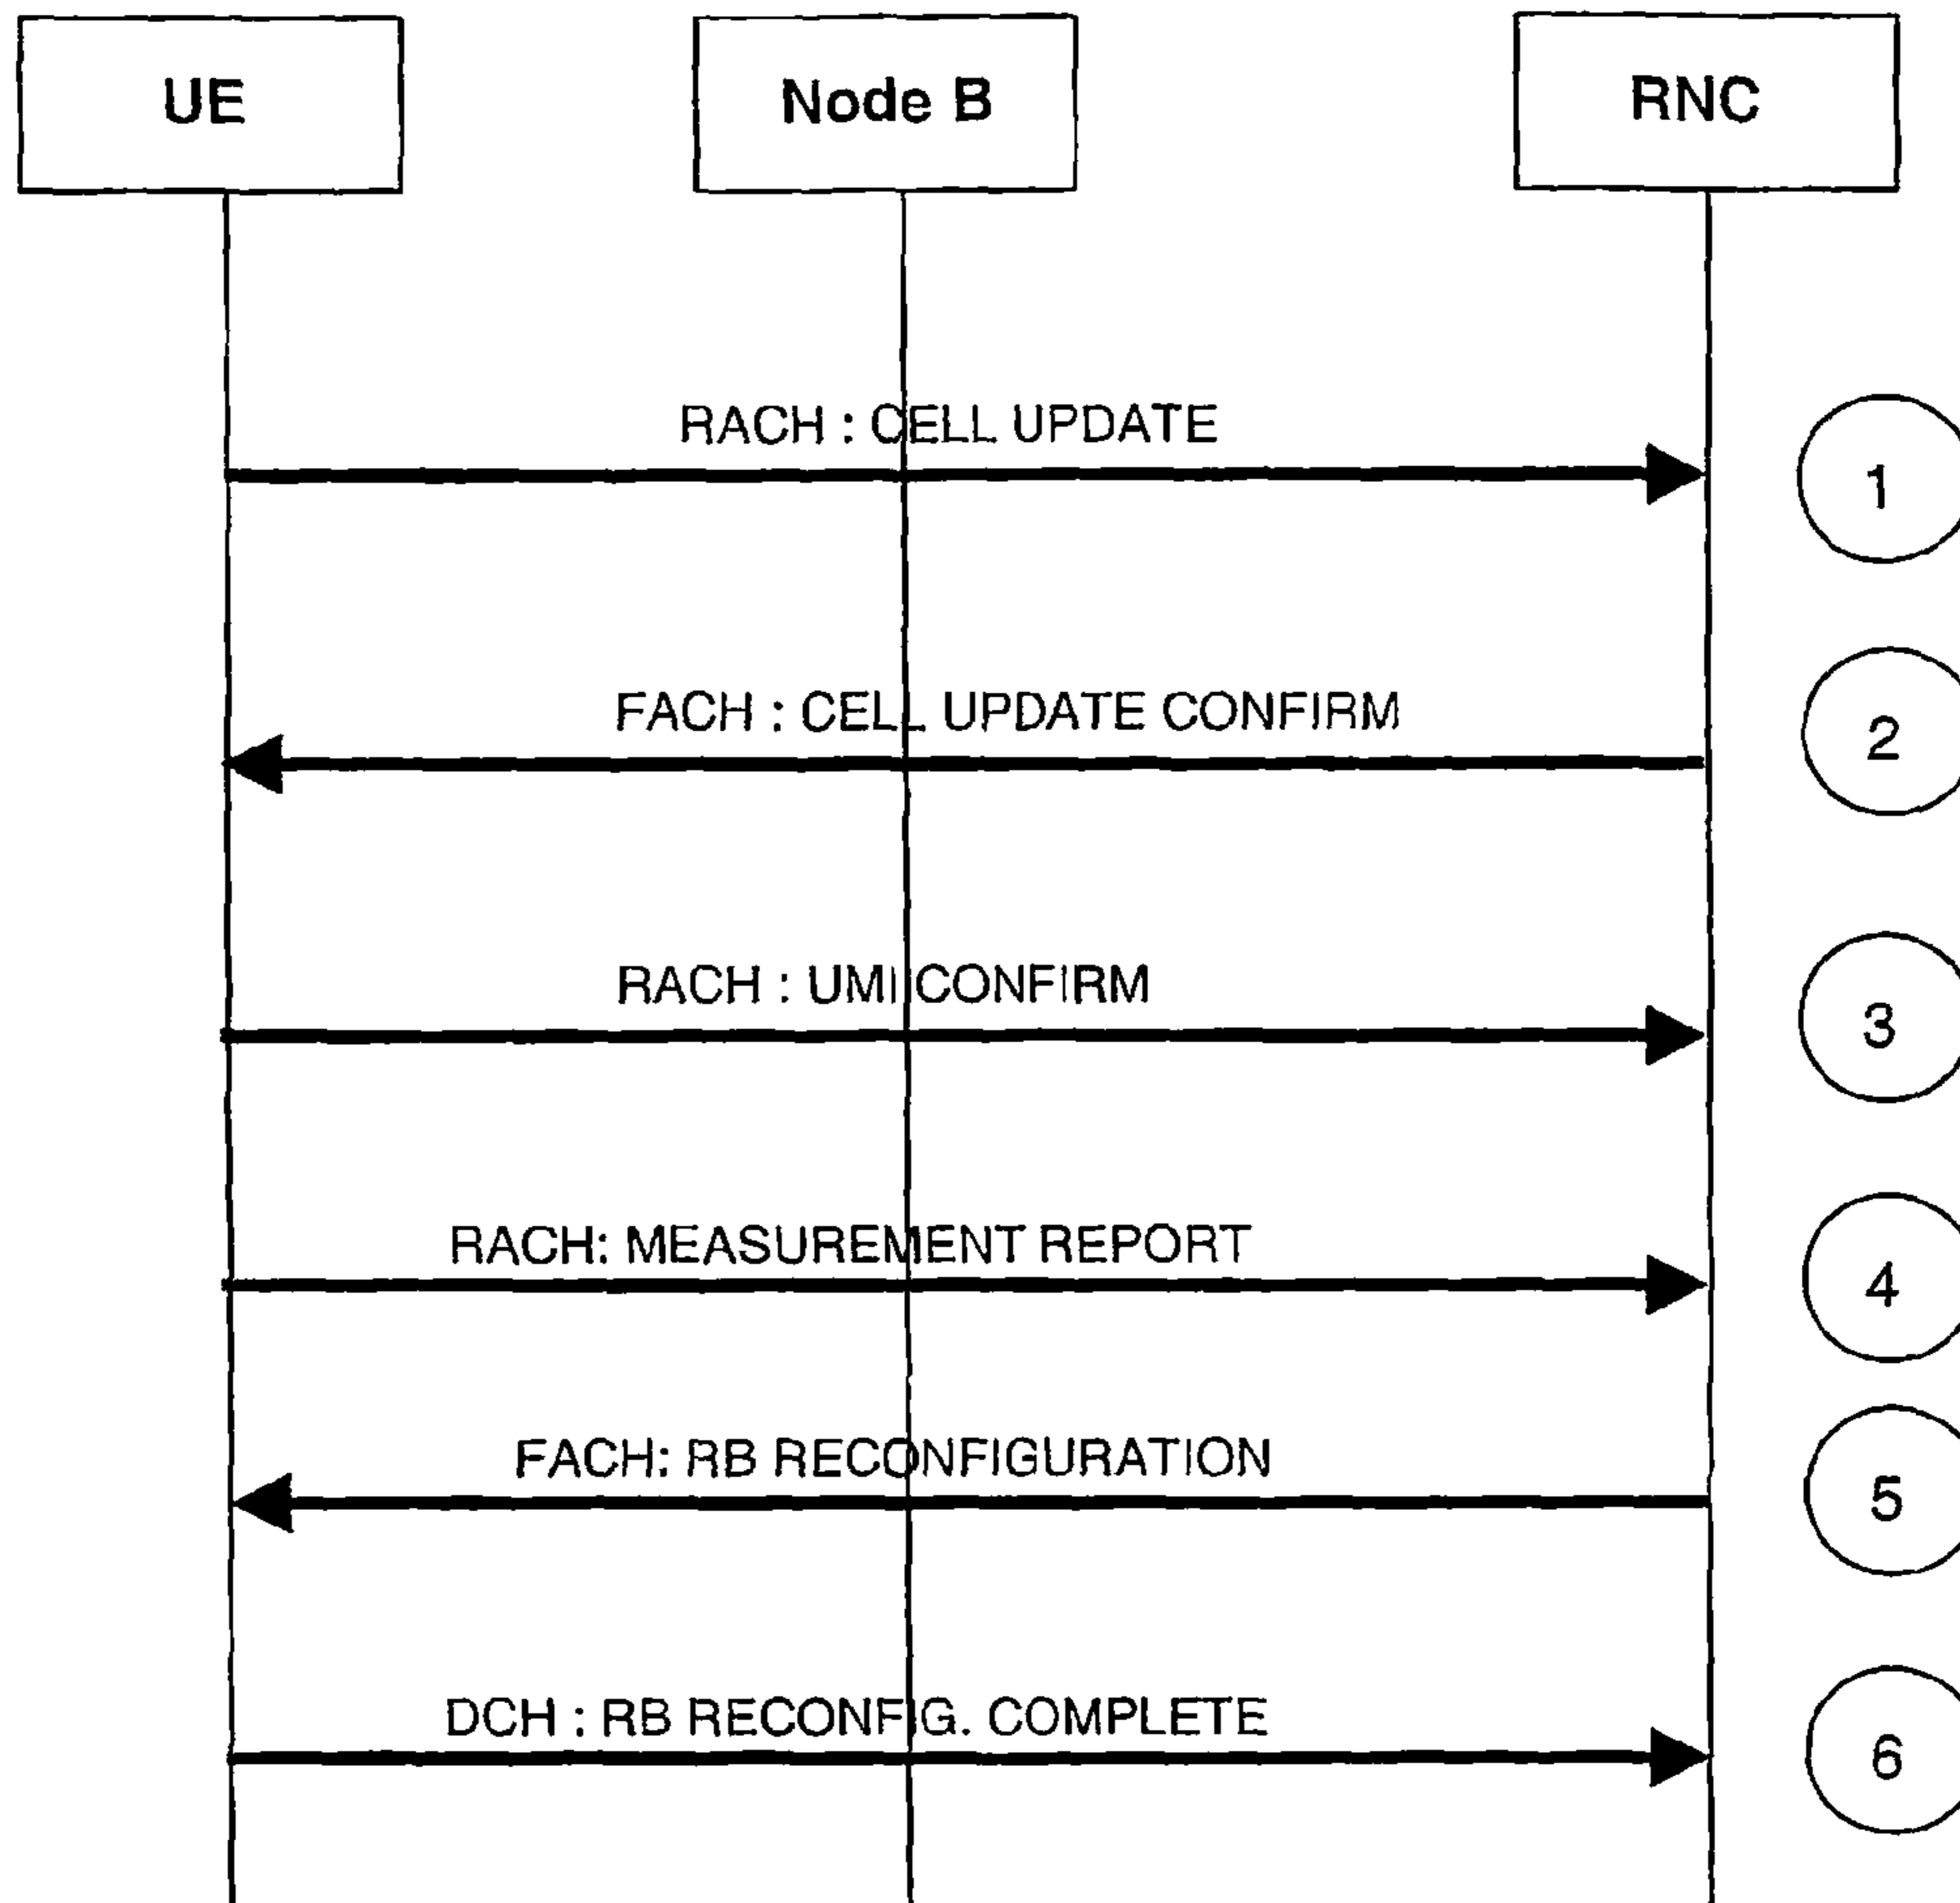 UE
Node B
RNC
RACH : CELL UPDATE
1
FACH : CELL UPDATE CONFIRM
2
RACH : UMI CONFIRM
3
RACH: MEASUREMENT REPORT
4
FACH: RB RECONFIGURATION
5
DCH : RB RECONFIG. COMPLETE
6